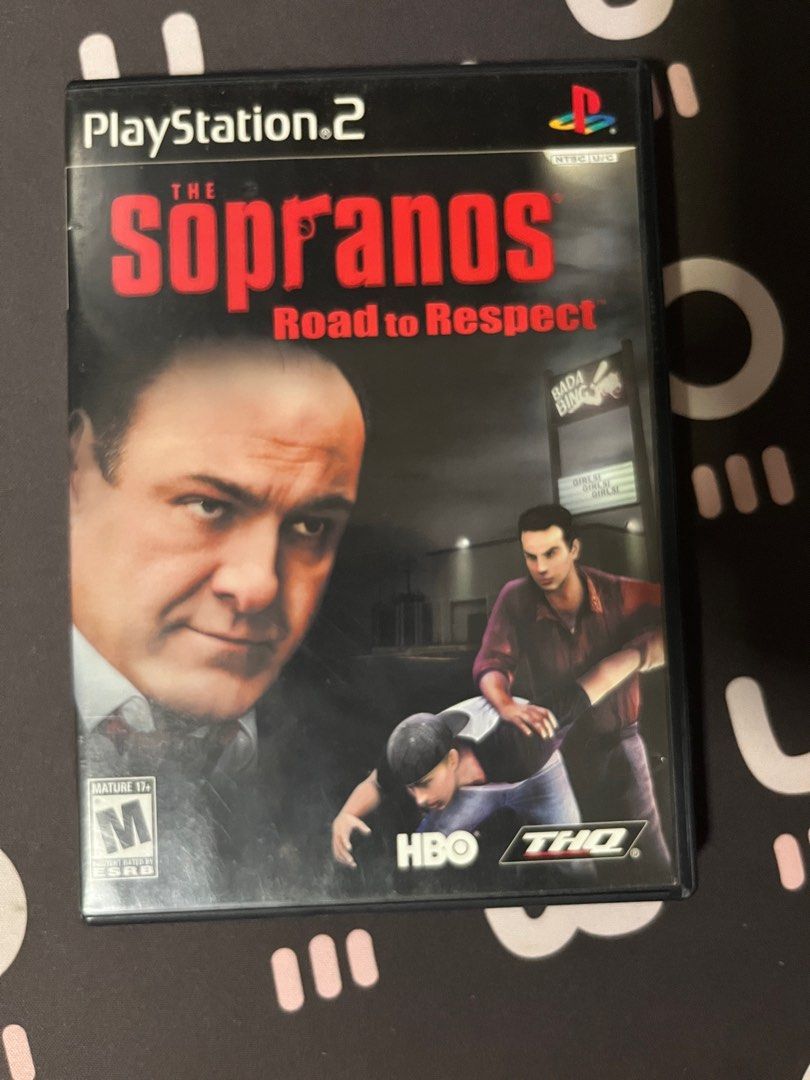 PlayStation®2
NTSC U/C
THE
Sopranos®
Road to Respect™
BADA
BING!
GIRLS!
GIRLS!
GIRLS!
MATURE 17+
M
CONTENT RATED BY
ESRB
HBO®
THQ®